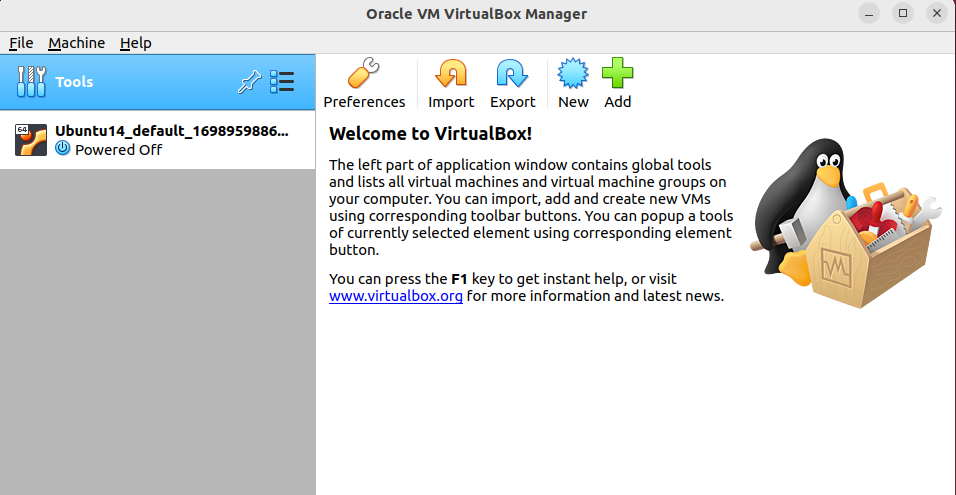 Oracle VM VirtualBox Manager
File Machine Help
Tools
Preferences Import Export New Add
64
Ubuntu14_default_1698959886...
Powered Off
Welcome to VirtualBox!
The left part of application window contains global tools
and lists all virtual machines and virtual machine groups on
your computer. You can import, add and create new VMs
using corresponding toolbar buttons. You can popup a tools
of currently selected element using corresponding element
button.
You can press the F1 key to get instant help, or visit
www.virtualbox.org for more information and latest news.